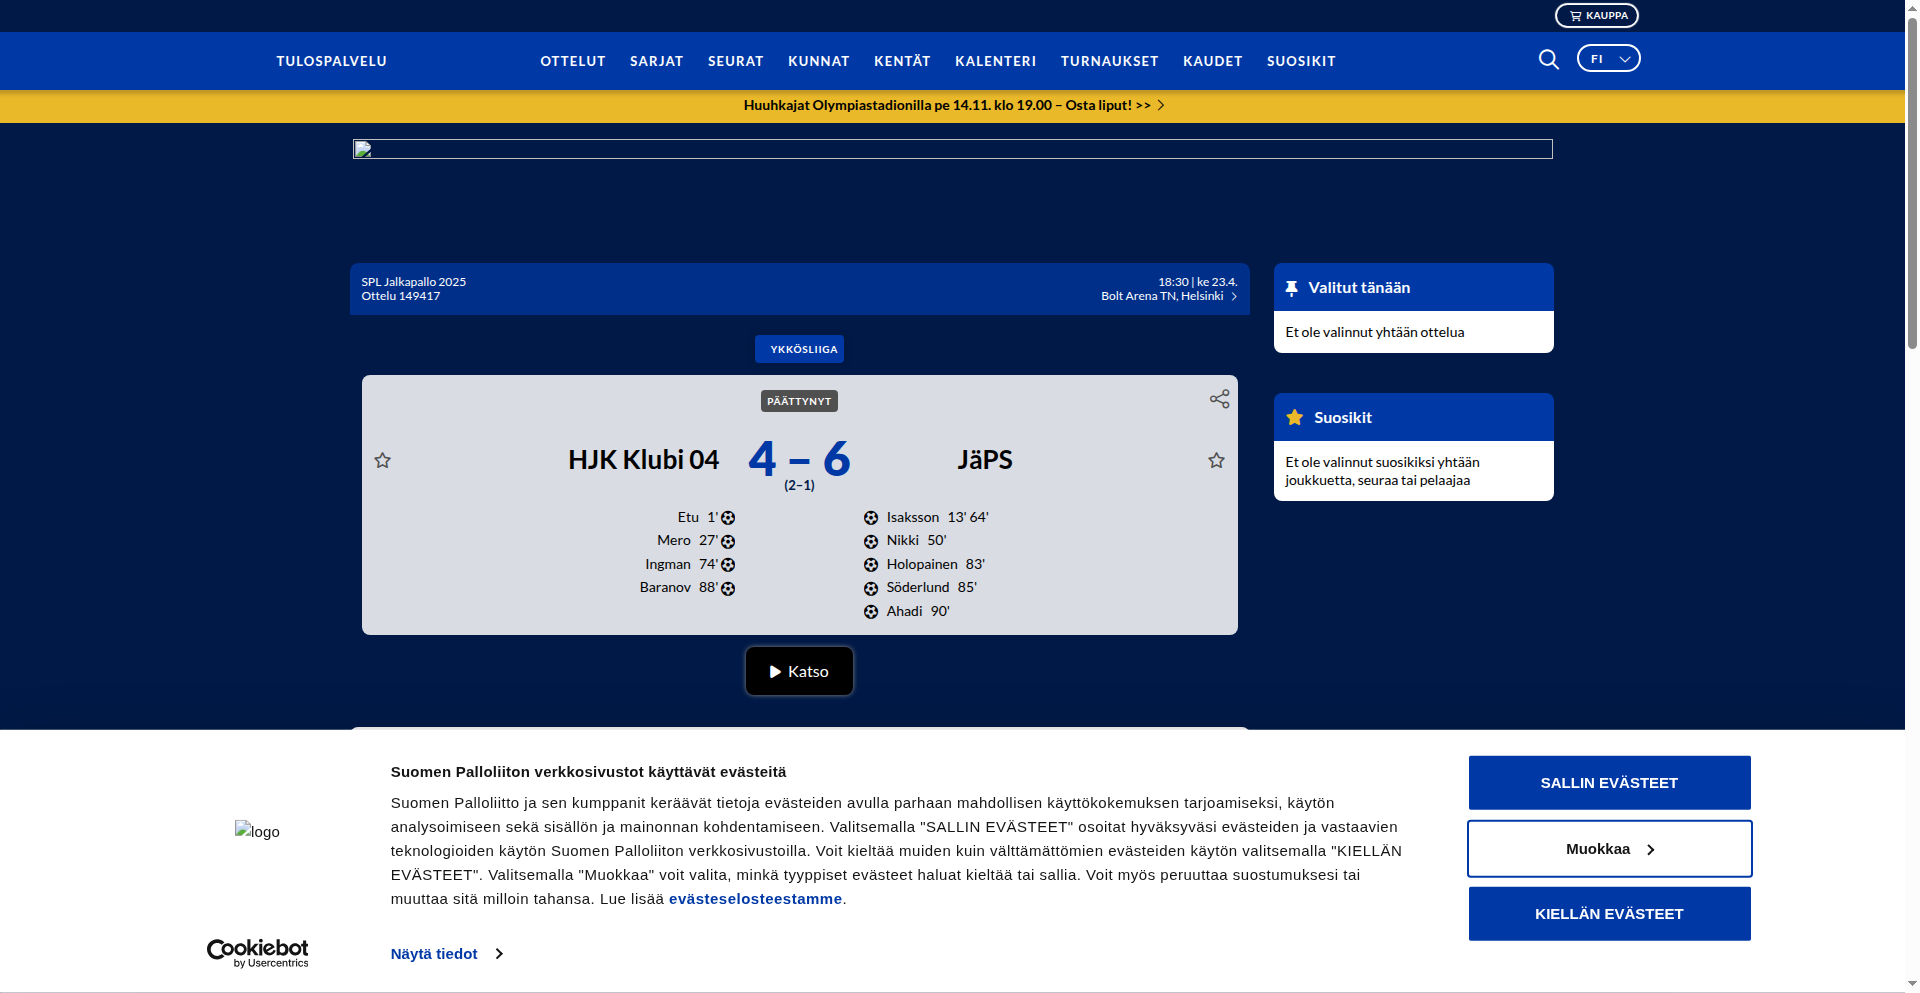 KAUPPA
TULOSPALVELU OTTELUT SARJAT SEURAT KUNNAT KENTÄT KALENTERI TURNAUKSET KAUDET SUOSIKIT FI
Huuhkajat Olympiastadionilla pe 14.11. klo 19.00 – Osta liput! >>
SPL Jalkapallo 2025
Ottelu 149417
18:30 | ke 23.4.
Bolt Arena TN, Helsinki
YKKÖSLIIGA
PÄÄTTYNYT
HJK Klubi 04 4 – 6 JäPS
(2–1)
Etu 1'
Mero 27'
Ingman 74'
Baranov 88'
Isaksson 13' 64'
Nikki 50'
Holopainen 83'
Söderlund 85'
Ahadi 90'
Katso
Valitut tänään
Et ole valinnut yhtään ottelua
Suosikit
Et ole valinnut suosikiksi yhtään
joukkuetta, seuraa tai pelaajaa
logo
Cookiebot
by Usercentrics
Suomen Palloliiton verkkosivustot käyttävät evästeitä
Suomen Palloliitto ja sen kumppanit keräävät tietoja evästeiden avulla parhaan mahdollisen käyttökokemuksen tarjoamiseksi, käytön
analysoimiseen sekä sisällön ja mainonnan kohdentamiseen. Valitsemalla "SALLIN EVÄSTEET" osoitat hyväksyväsi evästeiden ja vastaavien
teknologioiden käytön Suomen Palloliiton verkkosivustoilla. Voit kieltää muiden kuin välttämättömien evästeiden käytön valitsemalla "KIELLÄN
EVÄSTEET". Valitsemalla "Muokkaa" voit valita, minkä tyyppiset evästeet haluat kieltää tai sallia. Voit myös peruuttaa suostumuksesi tai
muuttaa sitä milloin tahansa. Lue lisää evästeselosteestamme.
Näytä tiedot
SALLIN EVÄSTEET
Muokkaa
KIELLÄN EVÄSTEET